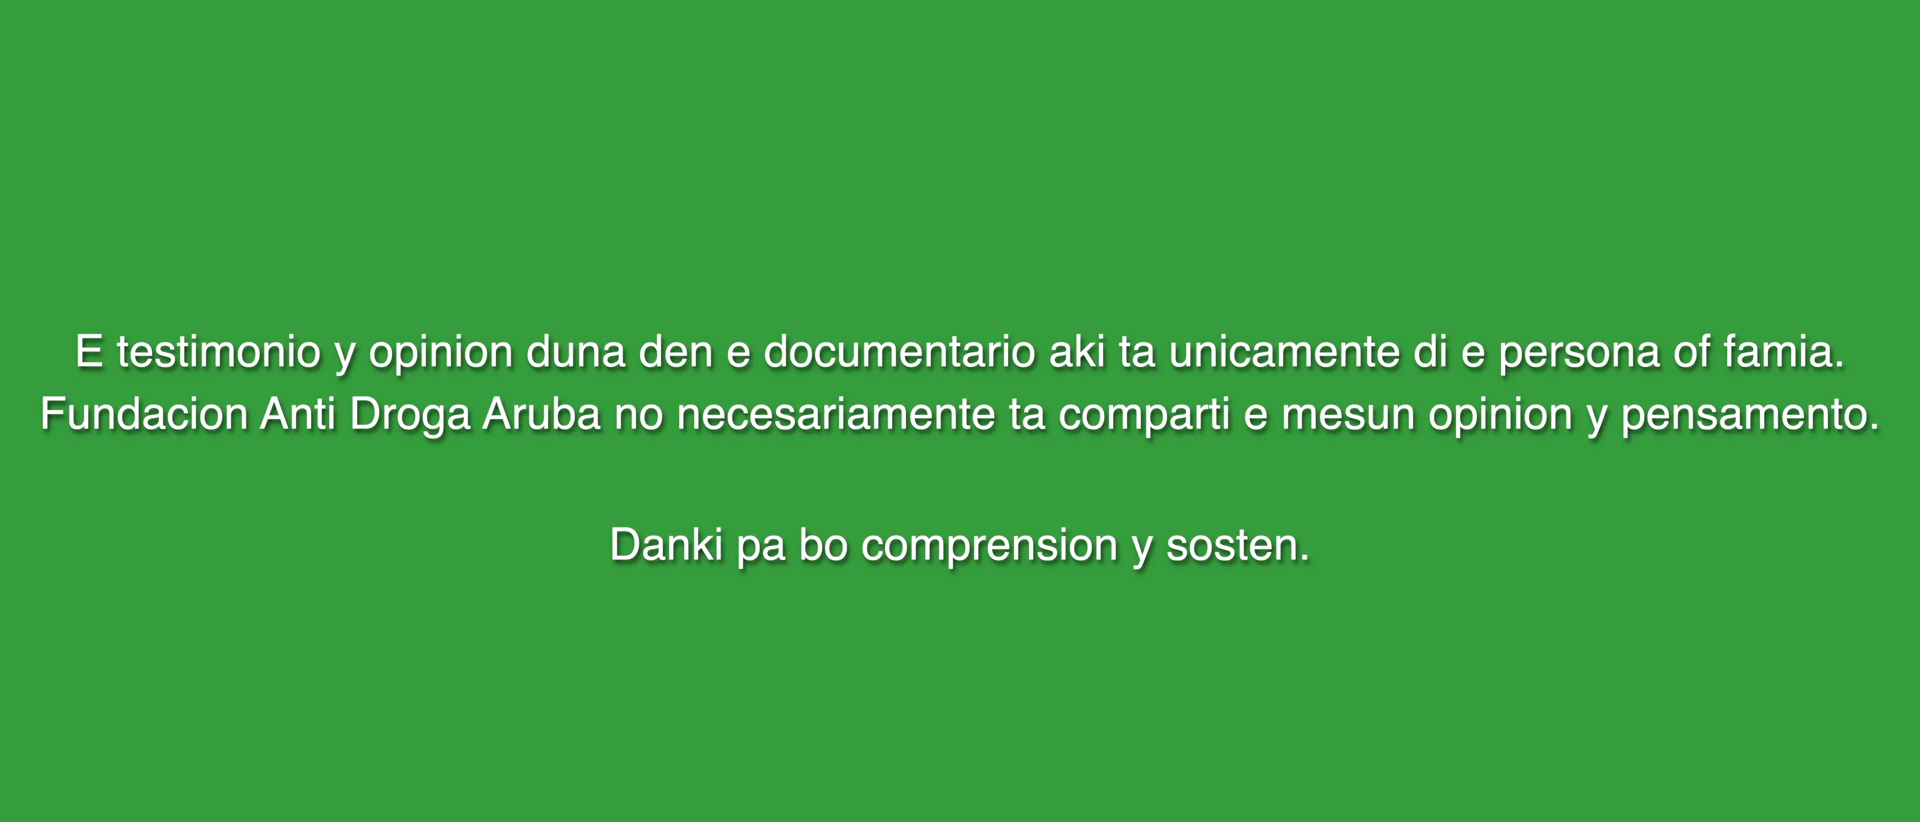 E testimonio y opinion duna den e documentario aki ta unicamente di e persona of famia.
Fundacion Anti Droga Aruba no necesariamente ta comparti e mesun opinion y pensamento.
Danki pa bo comprension y sosten.